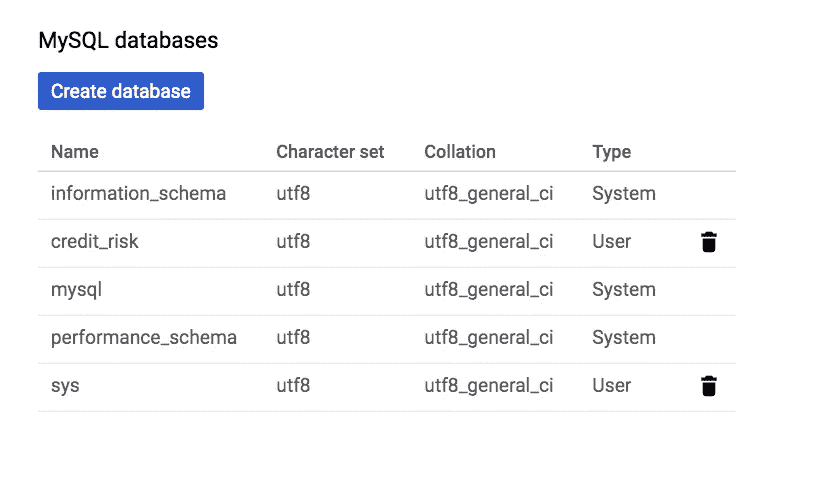 MySQL databases
Create database
Name Character set Collation Type
information_schema utf8 utf8_general_ci System
credit_risk utf8 utf8_general_ci User
mysql utf8 utf8_general_ci System
performance_schema utf8 utf8_general_ci System
sys utf8 utf8_general_ci User